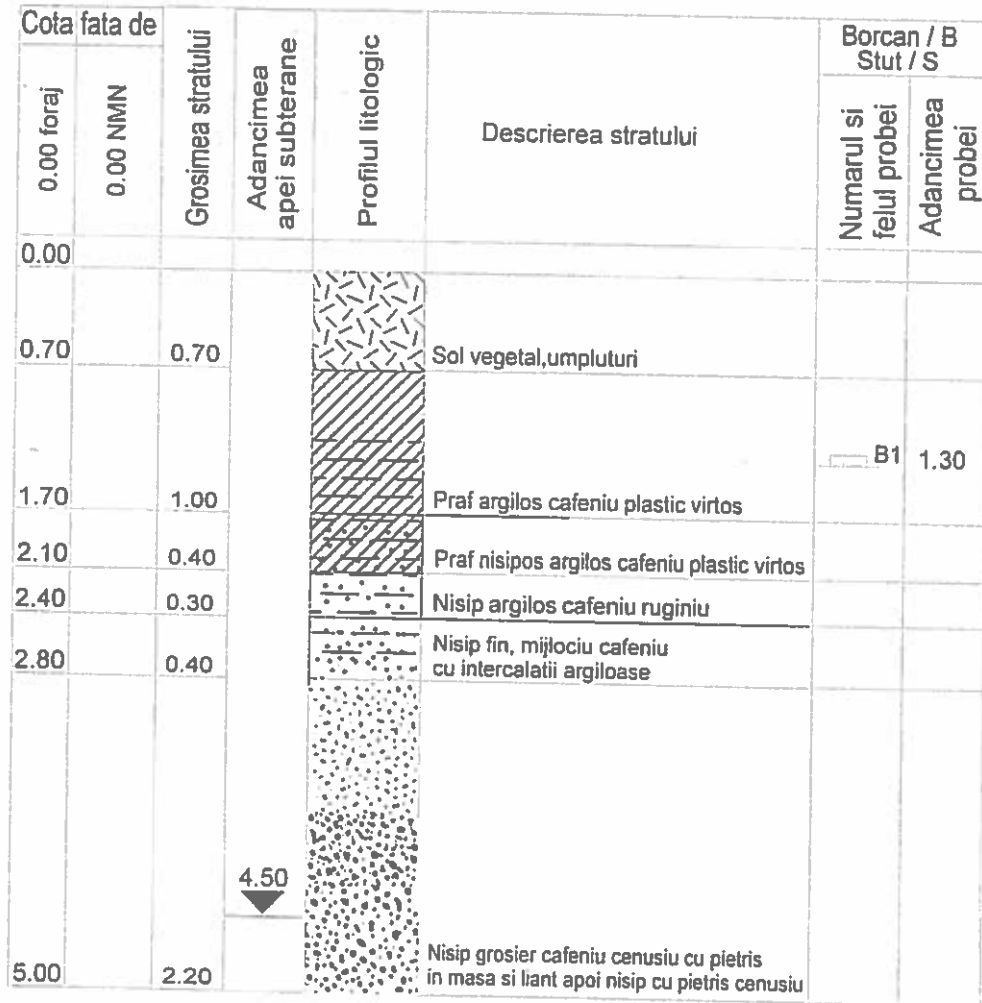 Cota fata de
0.00 foraj
0.00 NMN
Grosimea stratului
Adancimea
apei subterane
Profilul litologic
Descrierea stratului
Borcan / B
Stut / S
Numarul si
felul probei
Adancimea
probei
0.00
0.70 0.70 Sol vegetal,umpluturi
B1 1.30
1.70 1.00 Praf argilos cafeniu plastic virtos
2.10 0.40 Praf nisipos argilos cafeniu plastic virtos
2.40 0.30 Nisip argilos cafeniu ruginiu
Nisip fin, mijlociu cafeniu
2.80 0.40 cu intercalatii argiloase
4.50
Nisip grosier cafeniu cenusiu cu pietris
5.00 2.20 in masa si liant apoi nisip cu pietris cenusiu